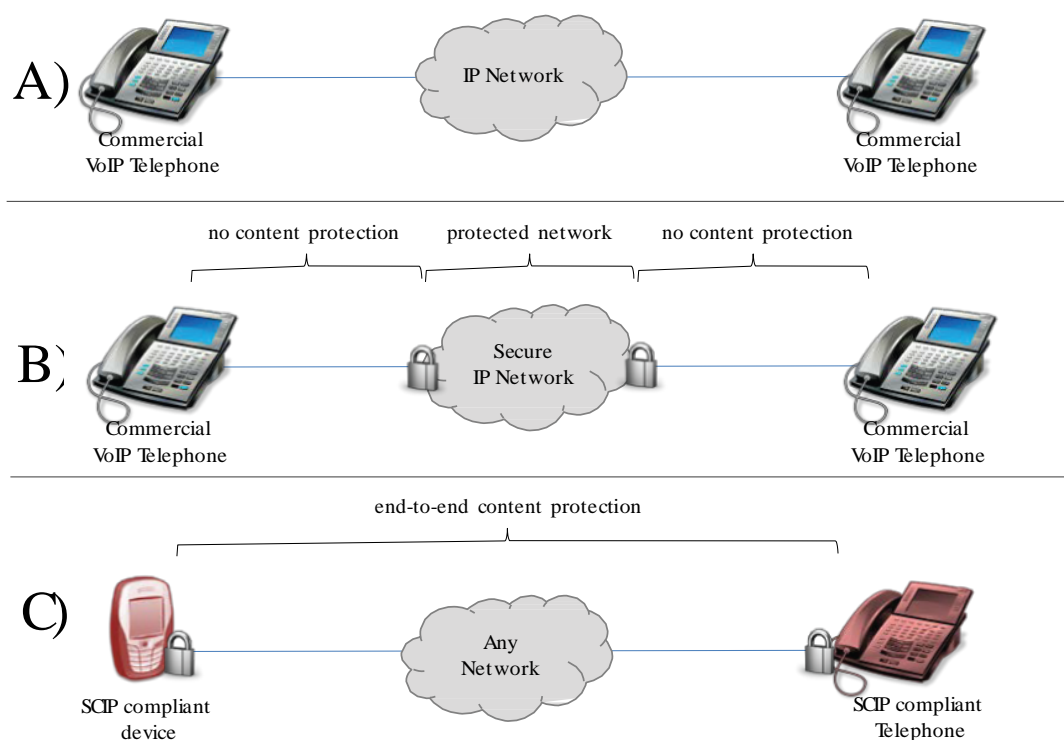 A)
IP Network
Commercial
VoIP Telephone
Commercial
VoIP Telephone
no content protection
protected network
no content protection
B)
Secure
IP Network
Commercial
VoIP Telephone
Commercial
VoIP Telephone
end-to-end content protection
C)
Any
Network
SCIP compliant
device
SCIP compliant
Telephone